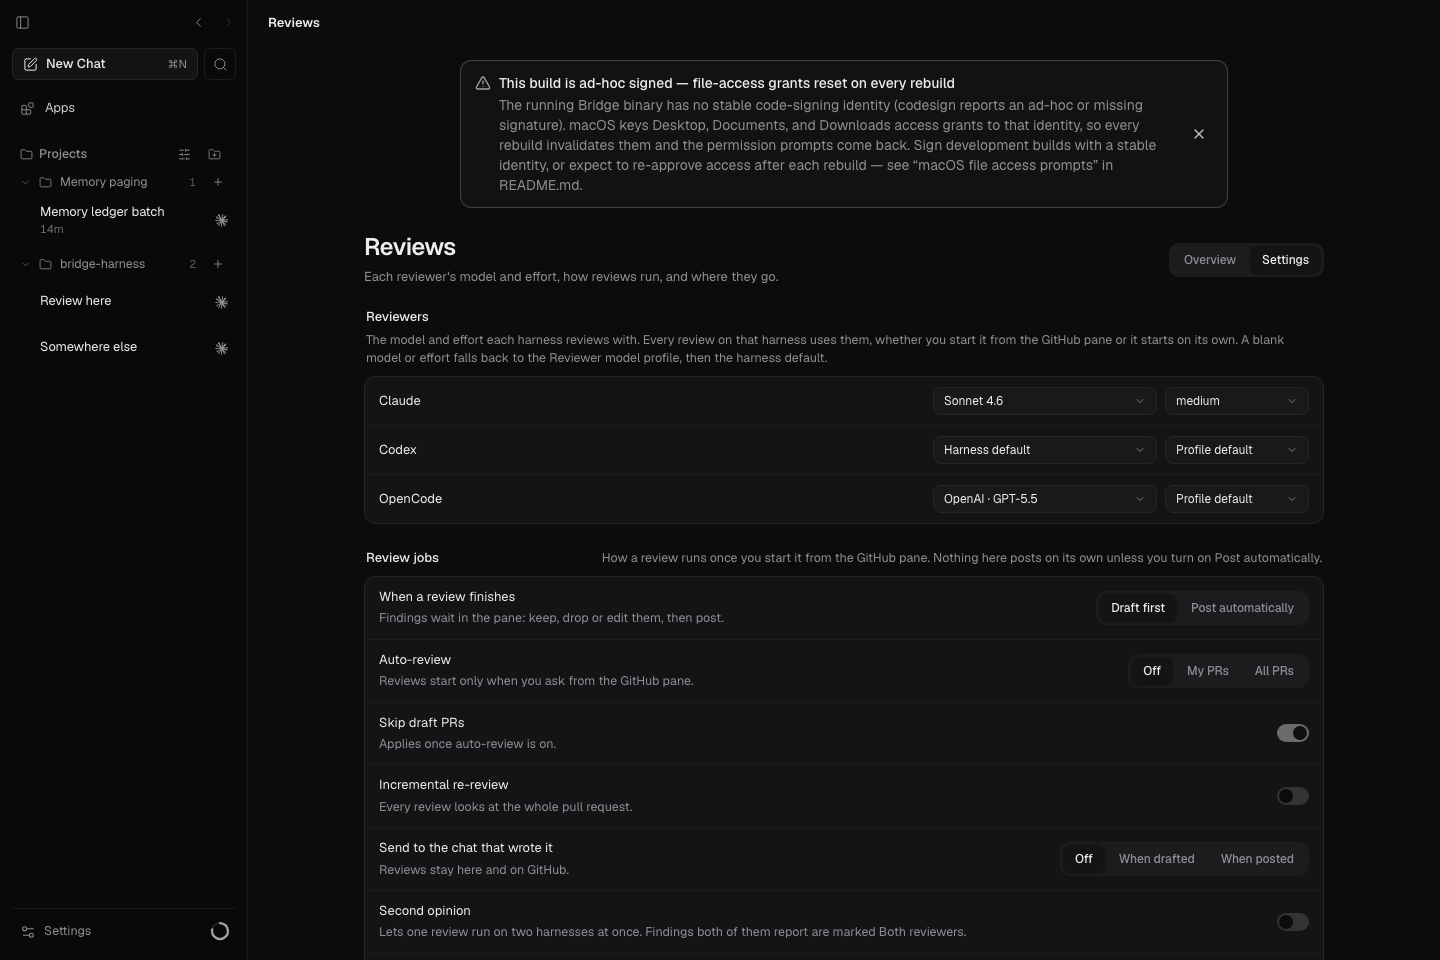 Reviews
New Chat ⌘N
Apps
Projects
Memory paging 1
Memory ledger batch
14m
bridge-harness 2
Review here
Somewhere else
Settings
This build is ad-hoc signed — file-access grants reset on every rebuild
The running Bridge binary has no stable code-signing identity (codesign reports an ad-hoc or missing
signature). macOS keys Desktop, Documents, and Downloads access grants to that identity, so every
rebuild invalidates them and the permission prompts come back. Sign development builds with a stable
identity, or expect to re-approve access after each rebuild — see “macOS file access prompts” in
README.md.
Reviews
Each reviewer's model and effort, how reviews run, and where they go.
Overview Settings
Reviewers
The model and effort each harness reviews with. Every review on that harness uses them, whether you start it from the GitHub pane or it starts on its own. A blank
model or effort falls back to the Reviewer model profile, then the harness default.
Claude Sonnet 4.6 medium
Codex Harness default Profile default
OpenCode OpenAI · GPT-5.5 Profile default
Review jobs How a review runs once you start it from the GitHub pane. Nothing here posts on its own unless you turn on Post automatically.
When a review finishes
Findings wait in the pane: keep, drop or edit them, then post.
Draft first Post automatically
Auto-review
Reviews start only when you ask from the GitHub pane.
Off My PRs All PRs
Skip draft PRs
Applies once auto-review is on.
Incremental re-review
Every review looks at the whole pull request.
Send to the chat that wrote it
Reviews stay here and on GitHub.
Off When drafted When posted
Second opinion
Lets one review run on two harnesses at once. Findings both of them report are marked Both reviewers.